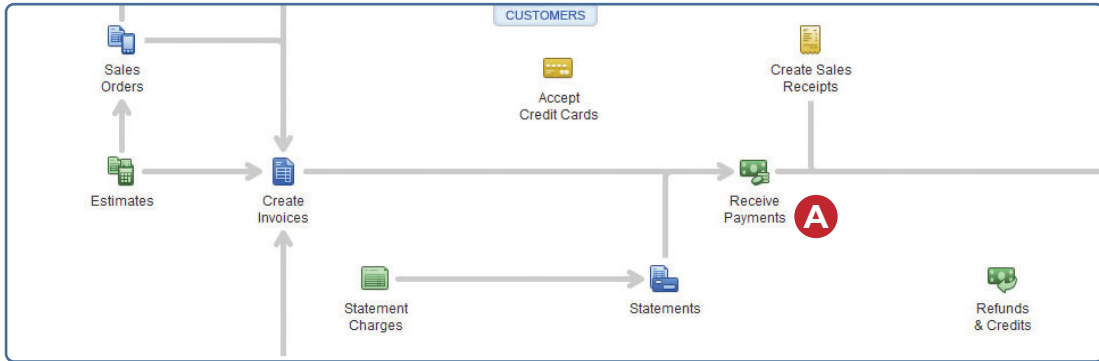 CUSTOMERS
Sales
Orders
Accept
Credit Cards
Create Sales
Receipts
Estimates
Create
Invoices
Receive
Payments
A
Statement
Charges
Statements
Refunds
& Credits